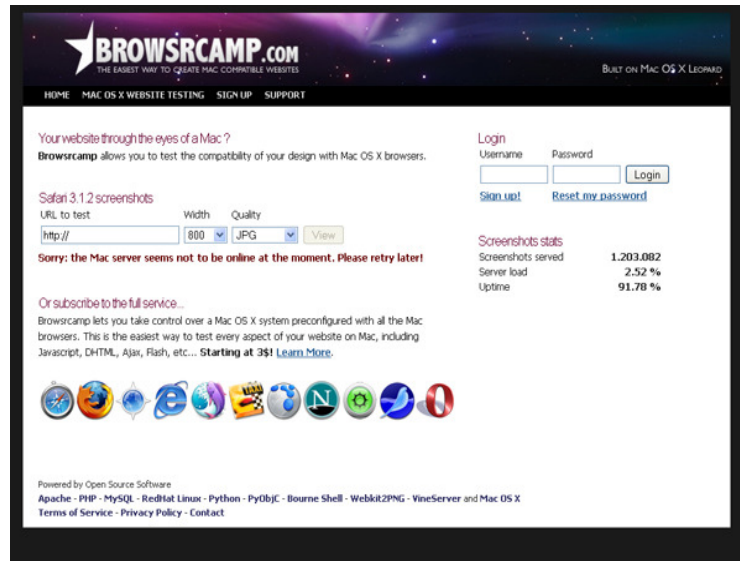 BROWSRCAMP.COM
THE EASIEST WAY TO CREATE MAC COMPATIBLE WEBSITES
BUILT ON MAC OS X LEOPARD
HOME MAC OS X WEBSITE TESTING SIGN UP SUPPORT
Your website through the eyes of a Mac ?
Browsrcamp allows you to test the compatibility of your design with Mac OS X browsers.
Safari 3.1.2 screenshots
URL to test Width Quality
http:// 800 JPG View
Sorry: the Mac server seems not to be online at the moment. Please retry later!
Or subscribe to the full service...
Browsrcamp lets you take control over a Mac OS X system preconfigured with all the Mac
browsers. This is the easiest way to test every aspect of your website on Mac, including
Javascript, DHTML, Ajax, Flash, etc... Starting at 3$! Learn More.
TAXI
N
Login
Username Password
Login
Sign up! Reset my password
Screenshots stats
Screenshots served 1.203.082
Server load 2.52 %
Uptime 91.78 %
Powered by Open Source Software
Apache - PHP - MySQL - RedHat Linux - Python - PyObjC - Bourne Shell - Webkit2PNG - VineServer and Mac OS X
Terms of Service - Privacy Policy - Contact